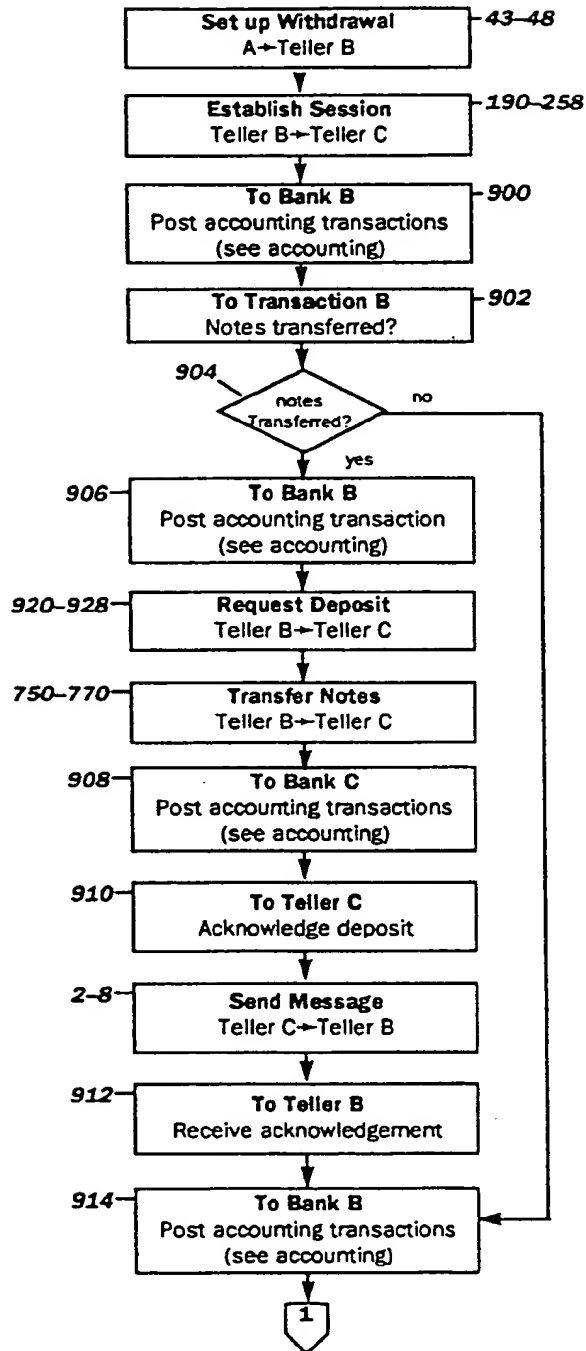 Set up Withdrawal
A→Teller B
43–48
Establish Session
Teller B→Teller C
190–258
To Bank B
Post accounting transactions
(see accounting)
900
To Transaction B
Notes transferred?
902
904
notes
Transferred?
no
yes
906
To Bank B
Post accounting transaction
(see accounting)
920–928
Request Deposit
Teller B→Teller C
750–770
Transfer Notes
Teller B→Teller C
908
To Bank C
Post accounting transactions
(see accounting)
910
To Teller C
Acknowledge deposit
2–8
Send Message
Teller C→Teller B
912
To Teller B
Receive acknowledgement
914
To Bank B
Post accounting transactions
(see accounting)
1